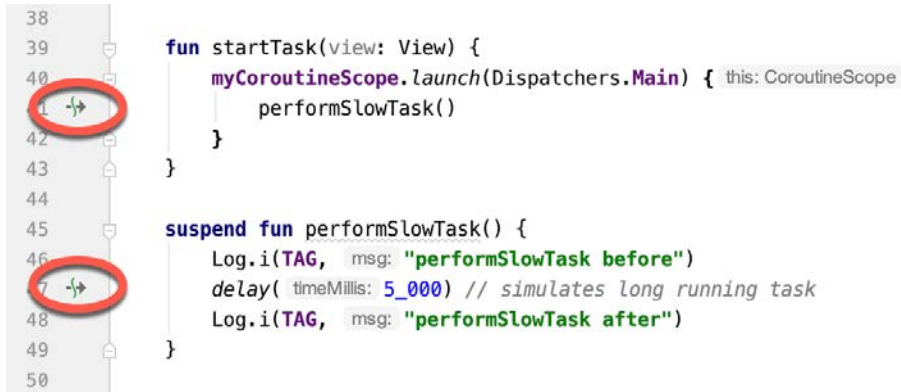 38
39 fun startTask(view: View) {
40 myCoroutineScope.launch(Dispatchers.Main) { this: CoroutineScope
41 performSlowTask()
42 }
43 }
44
45 suspend fun performSlowTask() {
46 Log.i(TAG, msg: "performSlowTask before")
47 delay( timeMillis: 5_000) // simulates long running task
48 Log.i(TAG, msg: "performSlowTask after")
49 }
50